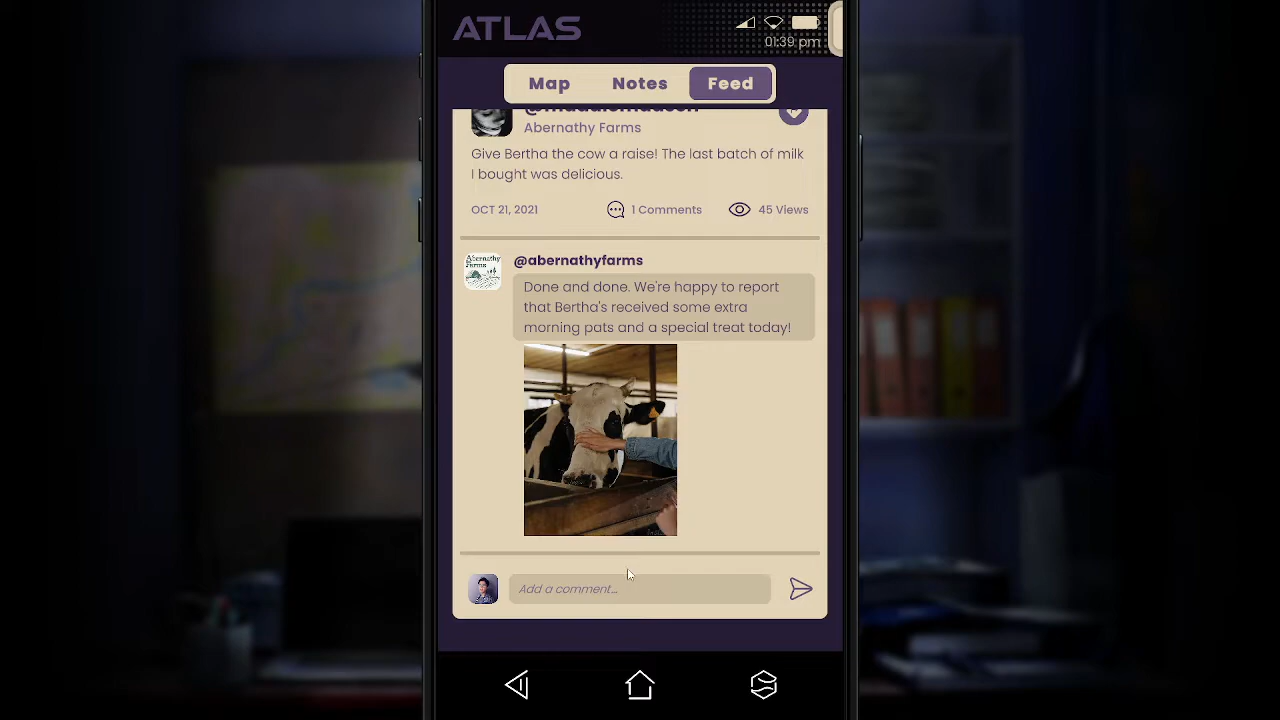 ATLAS
01:39 pm
Map Notes Feed
Abernathy Farms
Give Bertha the cow a raise! The last batch of milk
I bought was delicious.
OCT 21, 2021 1 Comments 45 Views
Abernathy
Farms
@abernathyfarms
Done and done. We're happy to report
that Bertha's received some extra
morning pats and a special treat today!
Add a comment...